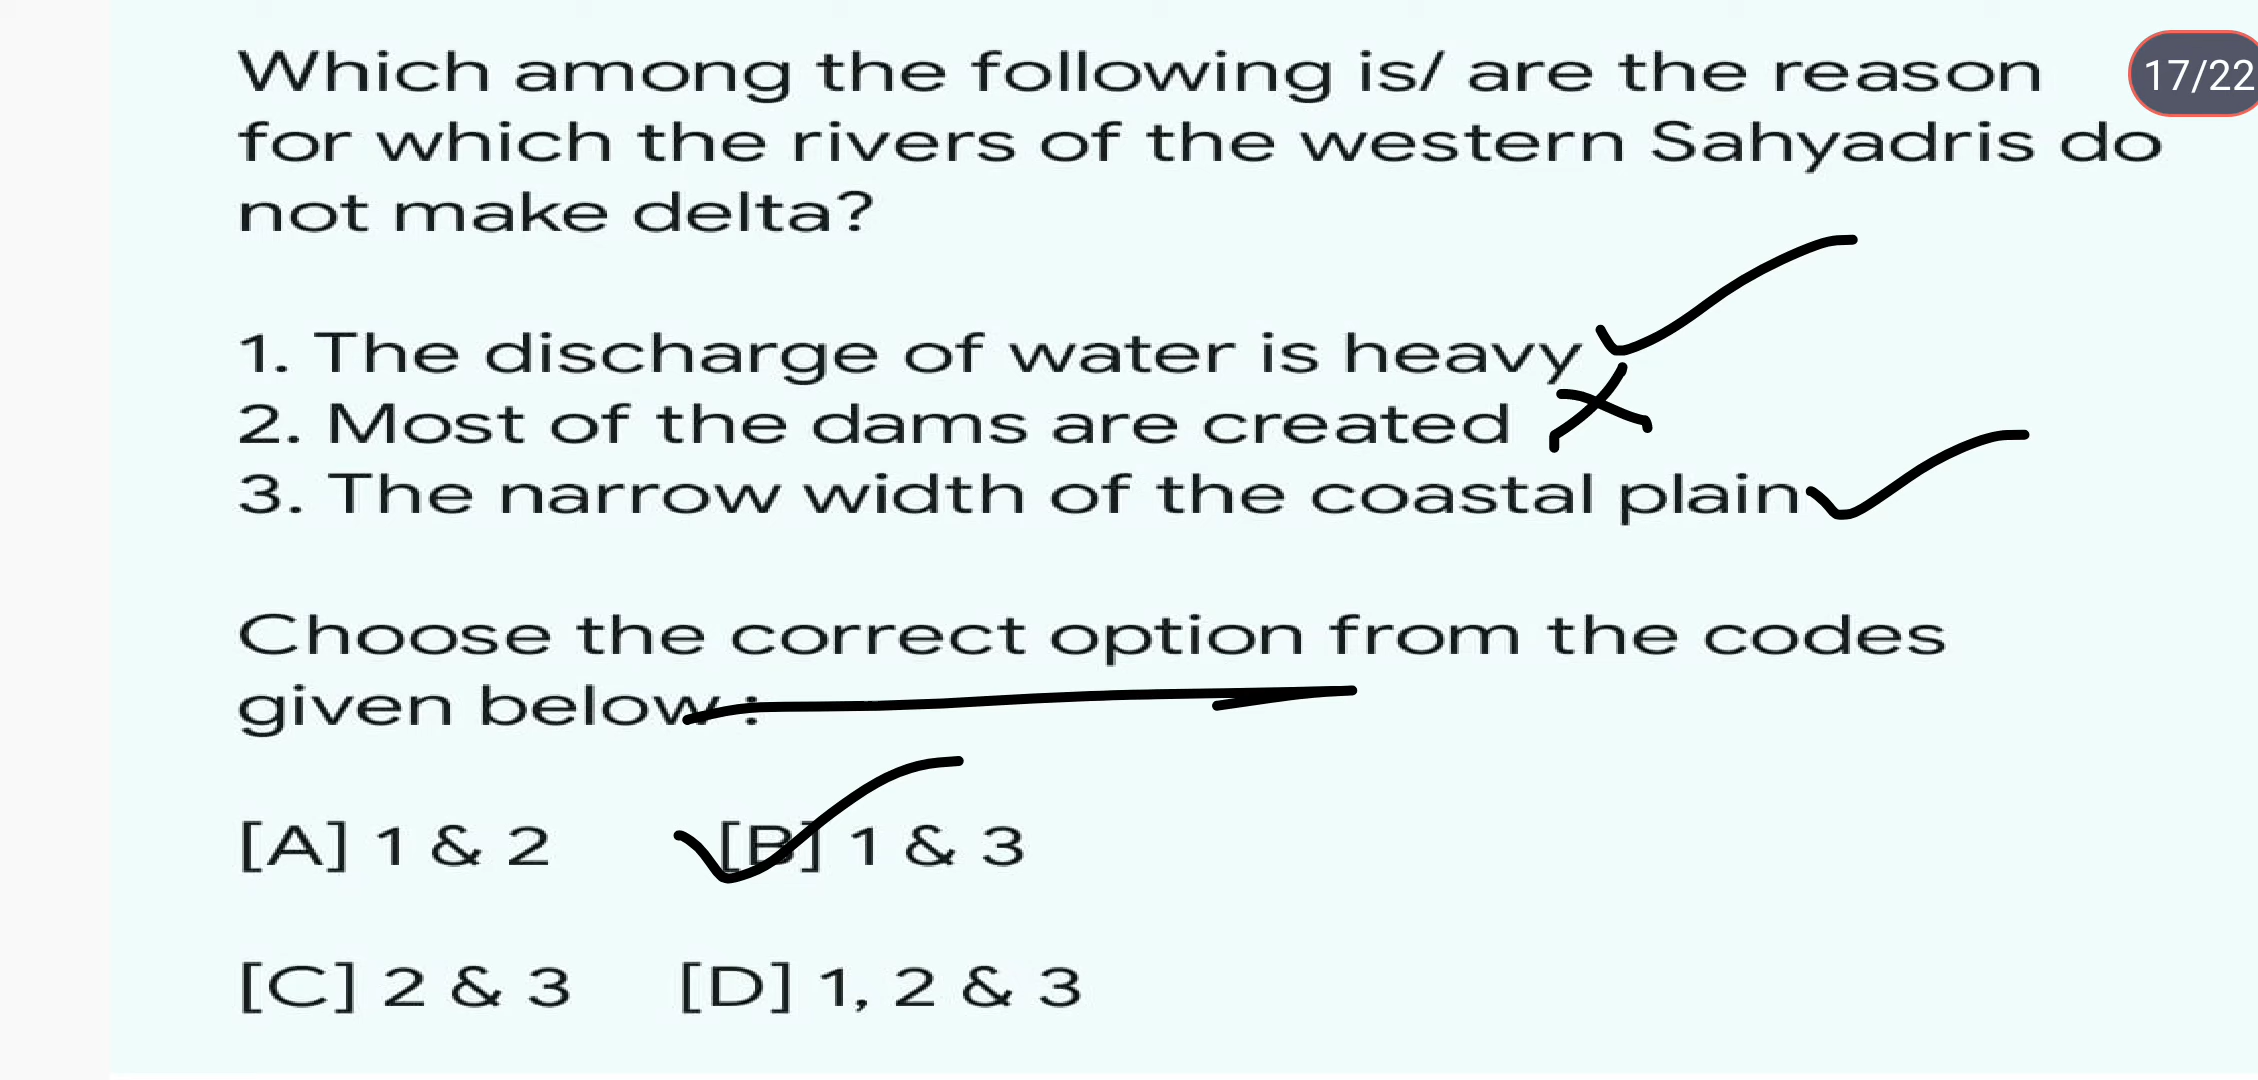 Which among the following is/ are the reason
17/22
for which the rivers of the western Sahyadris do
not make delta?
1. The discharge of water is heavy
2. Most of the dams are created
3. The narrow width of the coastal plain
Choose the correct option from the codes
given below :
[A] 1 & 2 [B] 1 & 3
[C] 2 & 3 [D] 1, 2 & 3